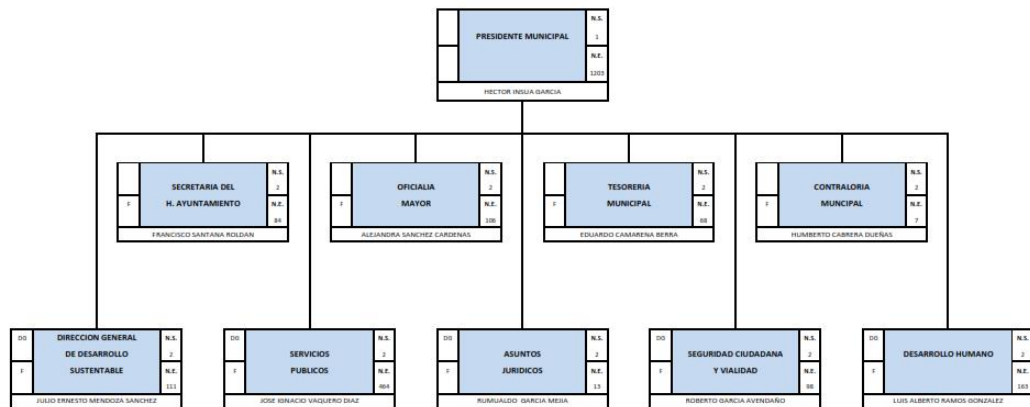 N.S.
PRESIDENTE MUNICIPAL
1
N.E.
1203
HECTOR INSUA GARCIA
N.S.
SECRETARIA DEL
2
F
H. AYUNTAMIENTO
N.E.
84
FRANCISCO SANTANA ROLDAN
N.S.
OFICIALIA
2
F
MAYOR
N.E.
106
ALEJANDRA SANCHEZ CARDENAS
N.S.
TESORERIA
2
F
MUNICIPAL
N.E.
68
EDUARDO CAMARENA BERRA
N.S.
CONTRALORIA
2
F
MUNCIPAL
N.E.
7
HUMBERTO CABRERA DUEÑAS
DG
DIRECCION GENERAL
N.S.
DE DESARROLLO
2
F
SUSTENTABLE
N.E.
111
JULIO ERNESTO MENDOZA SANCHEZ
DG
N.S.
SERVICIOS
2
F
PUBLICOS
N.E.
464
JOSE IGNACIO VAQUERO DIAZ
DG
N.S.
ASUNTOS
2
F
JURIDICOS
N.E.
13
RUMUALDO GARCIA MEJIA
DG
N.S.
SEGURIDAD CIUDADANA
2
F
Y VIALIDAD
N.E.
98
ROBERTO GARCIA AVENDAÑO
DG
N.S.
DESARROLLO HUMANO
2
F
N.E.
163
LUIS ALBERTO RAMOS GONZALEZ